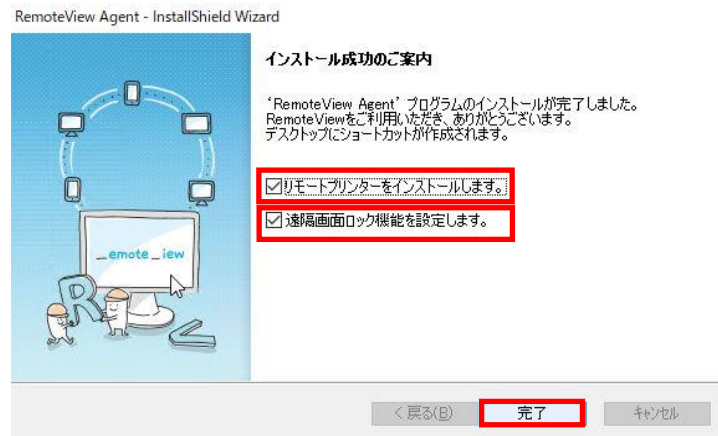 RemoteView Agent - InstallShield Wizard
インストール成功のご案内
‘RemoteView Agent’ プログラムのインストールが完了しました。
RemoteViewをご利用いただき、ありがとうございます。
デスクトップにショートカットが作成されます。
リモートプリンターをインストールします。
遠隔画面ロック機能を設定します。
_emote_iew
R
V
< 戻る(B)
完了
キャンセル